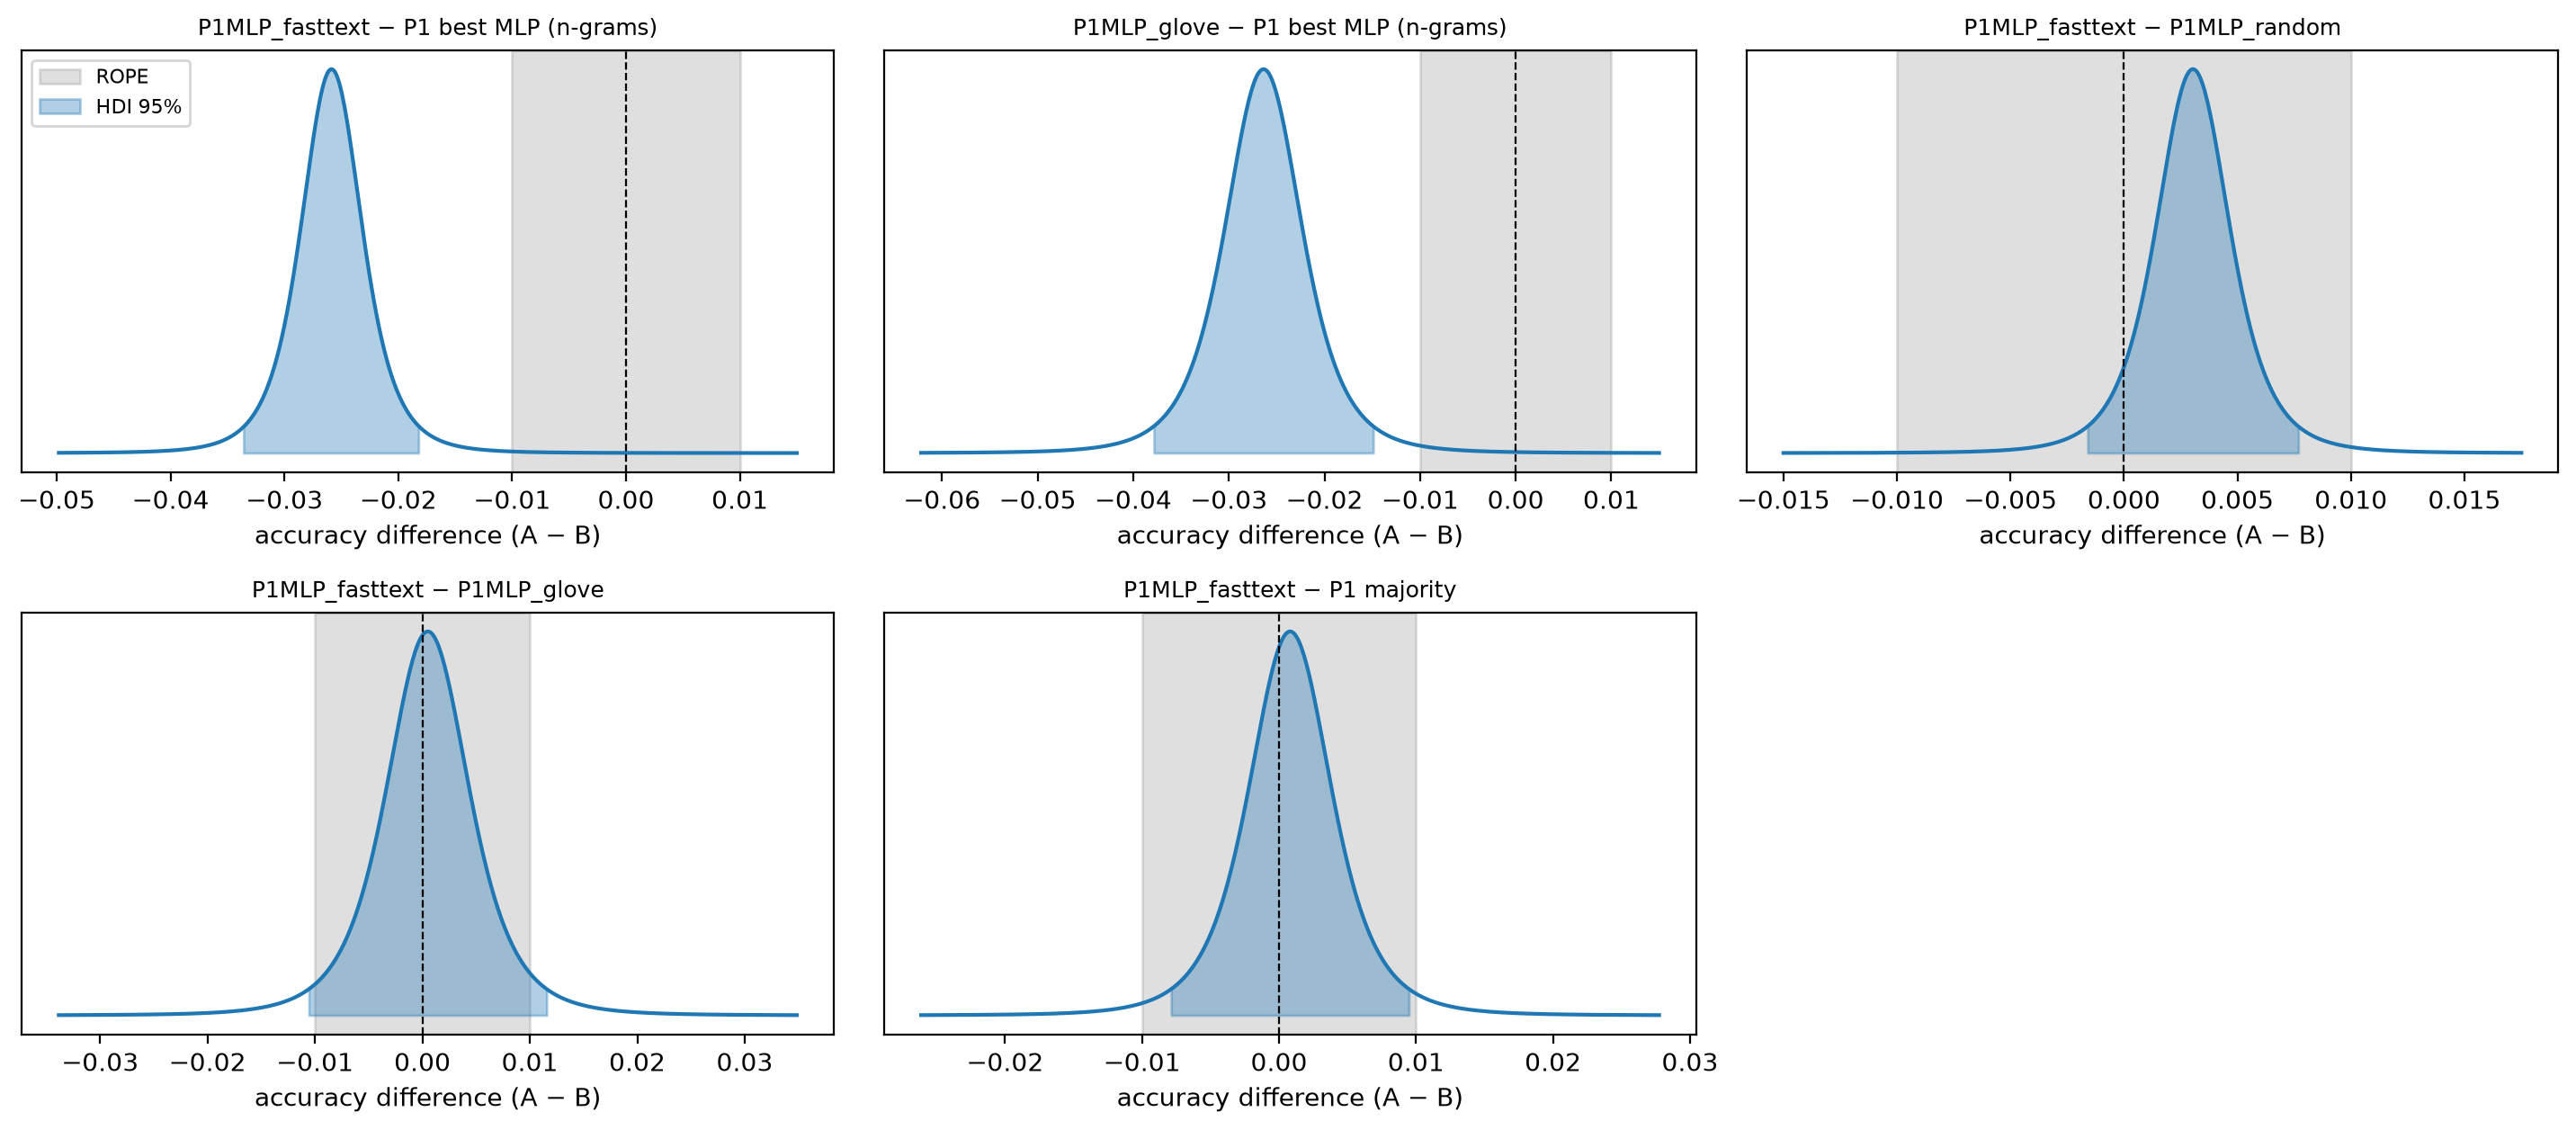 P1MLP_fasttext − P1 best MLP (n-grams)
ROPE
HDI 95%
−0.05 −0.04 −0.03 −0.02 −0.01 0.00 0.01
accuracy difference (A − B)
P1MLP_glove − P1 best MLP (n-grams)
−0.06 −0.05 −0.04 −0.03 −0.02 −0.01 0.00 0.01
accuracy difference (A − B)
P1MLP_fasttext − P1MLP_random
−0.015 −0.010 −0.005 0.000 0.005 0.010 0.015
accuracy difference (A − B)
P1MLP_fasttext − P1MLP_glove
−0.03 −0.02 −0.01 0.00 0.01 0.02 0.03
accuracy difference (A − B)
P1MLP_fasttext − P1 majority
−0.02 −0.01 0.00 0.01 0.02 0.03
accuracy difference (A − B)